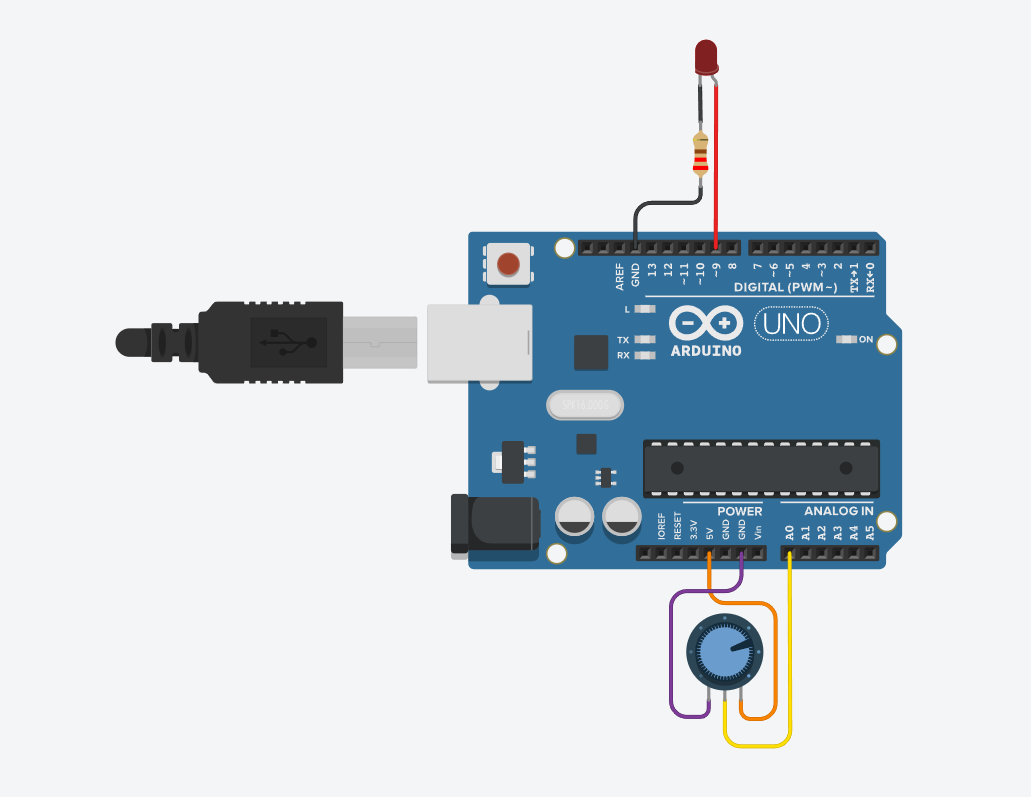 AREF
GND
13
12
~11
~10
~9
8
7
~6
~5
4
~3
2
TX→1
RX←0
DIGITAL (PWM~)
L
TX
RX
ARDUINO
UNO
ON
POWER
ANALOG IN
IOREF
RESET
3.3V
5V
GND
GND
Vin
A0
A1
A2
A3
A4
A5